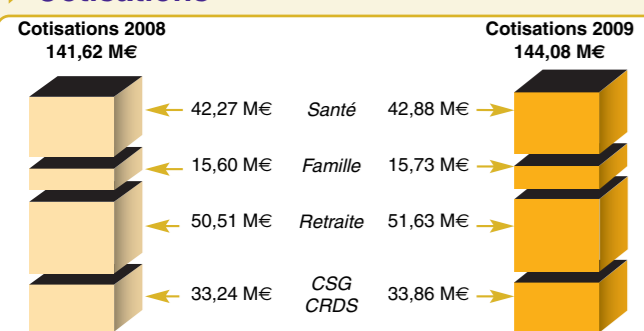 Cotisations
Cotisations 2008 Cotisations 2009
141,62 M€ 144,08 M€
42,27 M€ Santé 42,88 M€
15,60 M€ Famille 15,73 M€
50,51 M€ Retraite 51,63 M€
33,24 M€ CSG CRDS 33,86 M€